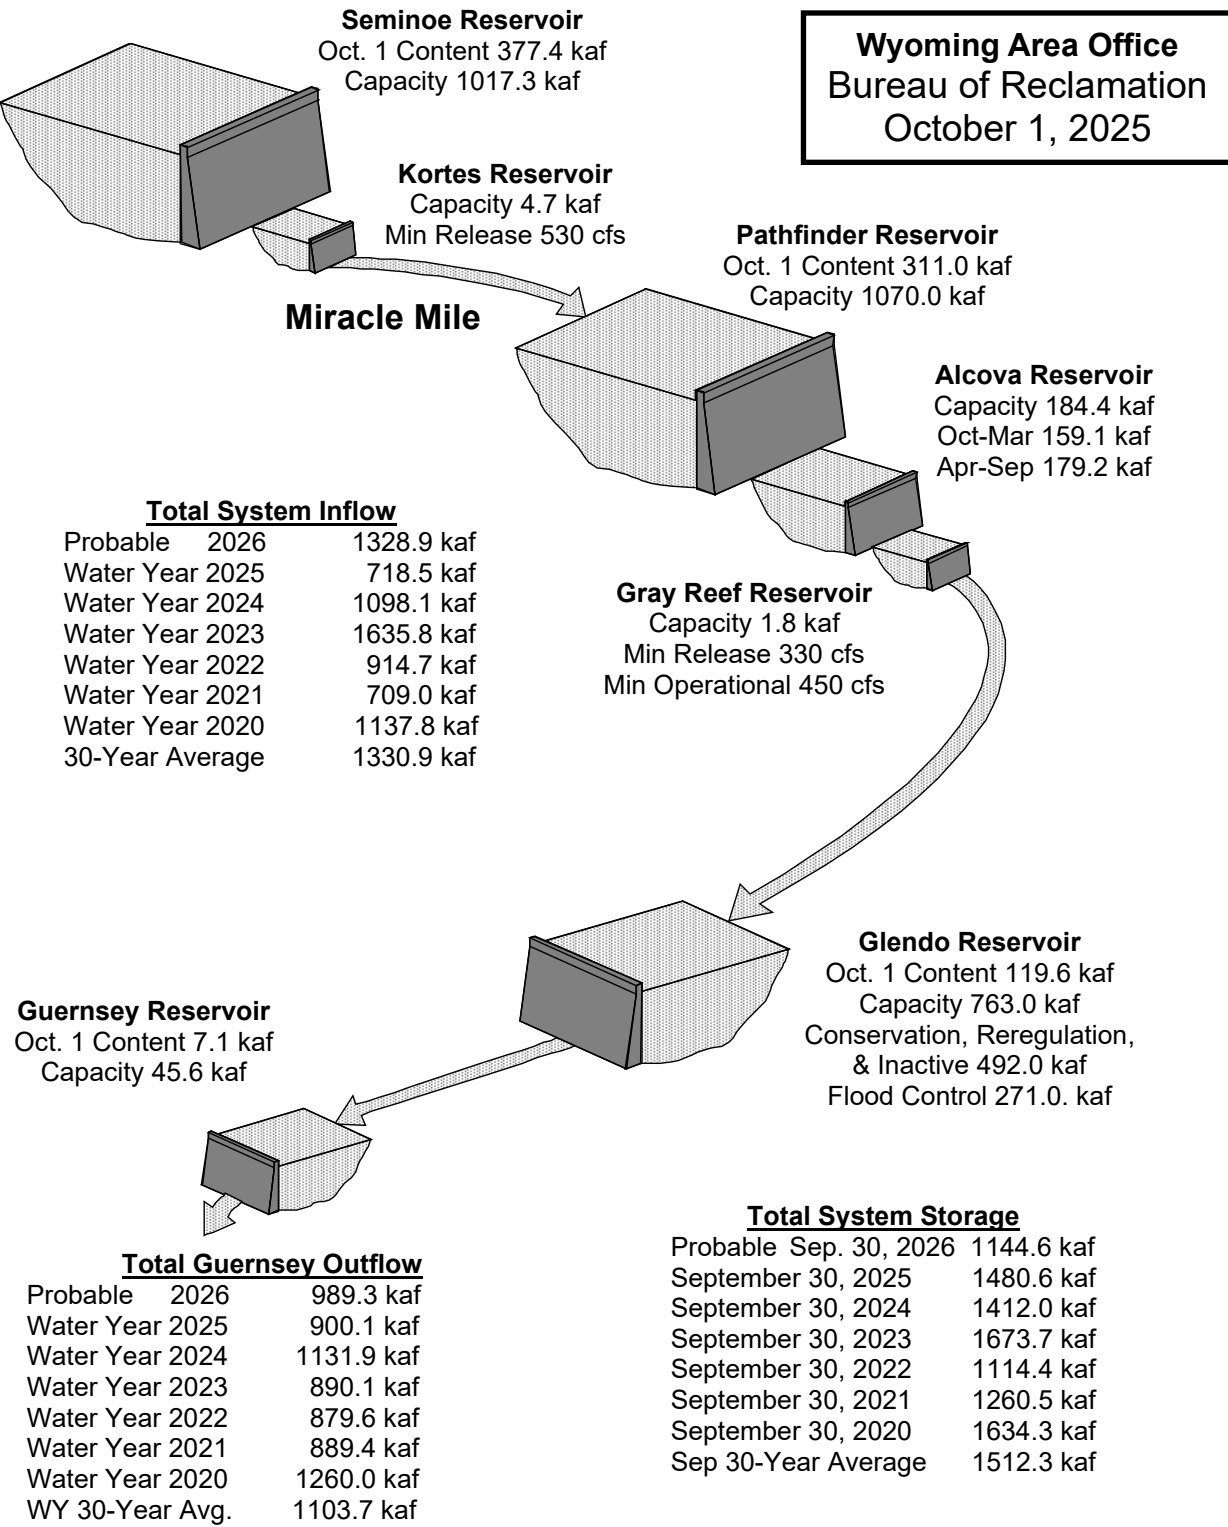 Seminoe Reservoir
Oct. 1 Content 377.4 kaf
Capacity 1017.3 kaf
Wyoming Area Office
Bureau of Reclamation
October 1, 2025
Kortes Reservoir
Capacity 4.7 kaf
Min Release 530 cfs
Miracle Mile
Pathfinder Reservoir
Oct. 1 Content 311.0 kaf
Capacity 1070.0 kaf
Alcova Reservoir
Capacity 184.4 kaf
Oct-Mar 159.1 kaf
Apr-Sep 179.2 kaf
Total System Inflow
Probable 2026 1328.9 kaf
Water Year 2025 718.5 kaf
Water Year 2024 1098.1 kaf
Water Year 2023 1635.8 kaf
Water Year 2022 914.7 kaf
Water Year 2021 709.0 kaf
Water Year 2020 1137.8 kaf
30-Year Average 1330.9 kaf
Gray Reef Reservoir
Capacity 1.8 kaf
Min Release 330 cfs
Min Operational 450 cfs
Glendo Reservoir
Oct. 1 Content 119.6 kaf
Capacity 763.0 kaf
Conservation, Reregulation,
& Inactive 492.0 kaf
Flood Control 271.0. kaf
Guernsey Reservoir
Oct. 1 Content 7.1 kaf
Capacity 45.6 kaf
Total Guernsey Outflow
Probable 2026 989.3 kaf
Water Year 2025 900.1 kaf
Water Year 2024 1131.9 kaf
Water Year 2023 890.1 kaf
Water Year 2022 879.6 kaf
Water Year 2021 889.4 kaf
Water Year 2020 1260.0 kaf
WY 30-Year Avg. 1103.7 kaf
Total System Storage
Probable Sep. 30, 2026 1144.6 kaf
September 30, 2025 1480.6 kaf
September 30, 2024 1412.0 kaf
September 30, 2023 1673.7 kaf
September 30, 2022 1114.4 kaf
September 30, 2021 1260.5 kaf
September 30, 2020 1634.3 kaf
Sep 30-Year Average 1512.3 kaf